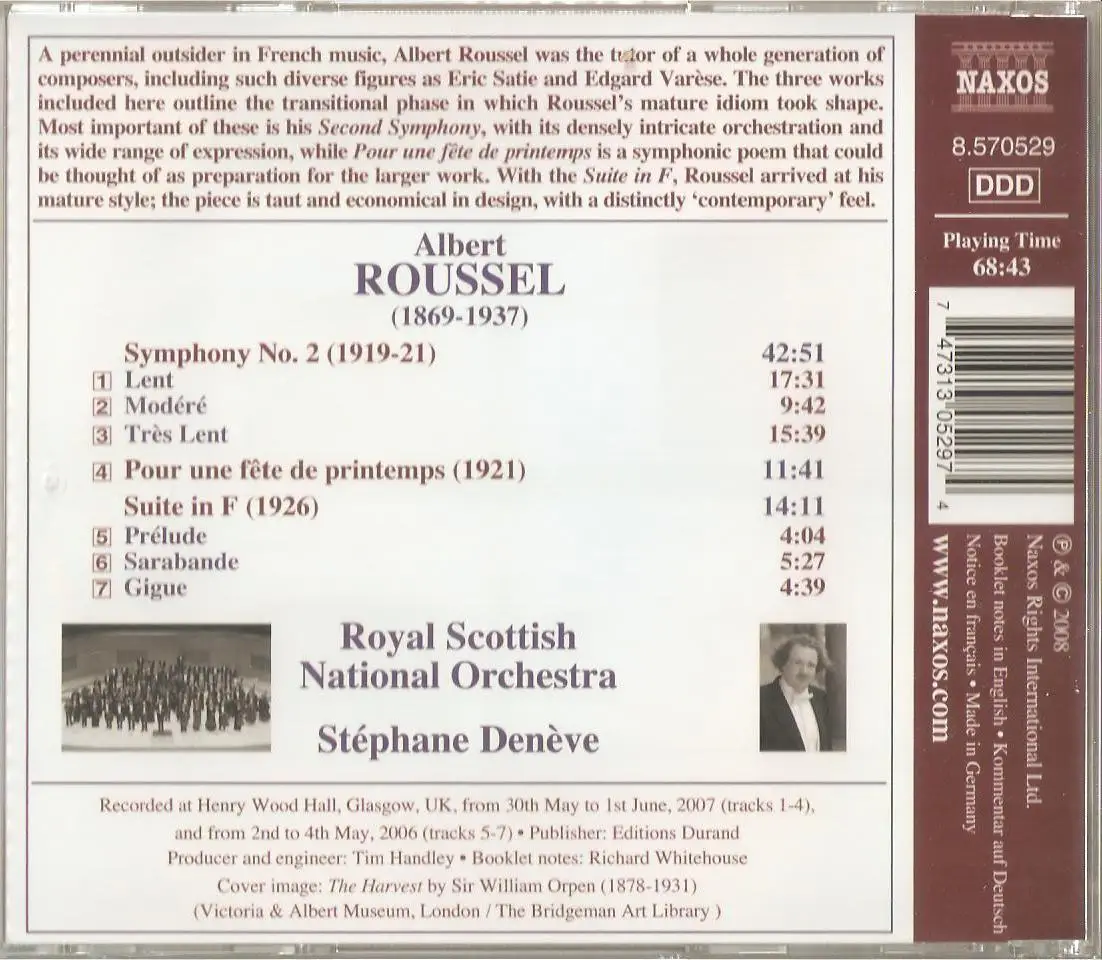 A perennial outsider in French music, Albert Roussel was the tutor of a whole generation of
composers, including such diverse figures as Eric Satie and Edgard Varèse. The three works
included here outline the transitional phase in which Roussel's mature idiom took shape.
Most important of these is his Second Symphony, with its densely intricate orchestration and
its wide range of expression, while Pour une fête de printemps is a symphonic poem that could
be thought of as preparation for the larger work. With the Suite in F, Roussel arrived at his
mature style; the piece is taut and economical in design, with a distinctly 'contemporary' feel.
Albert
ROUSSEL
(1869-1937)
Symphony No. 2 (1919-21) 42:51
1 Lent 17:31
2 Modéré 9:42
3 Très Lent 15:39
4 Pour une fête de printemps (1921) 11:41
Suite in F (1926) 14:11
5 Prélude 4:04
6 Sarabande 5:27
7 Gigue 4:39
Royal Scottish
National Orchestra
Stéphane Denève
Recorded at Henry Wood Hall, Glasgow, UK, from 30th May to 1st June, 2007 (tracks 1-4),
and from 2nd to 4th May, 2006 (tracks 5-7) • Publisher: Editions Durand
Producer and engineer: Tim Handley • Booklet notes: Richard Whitehouse
Cover image: The Harvest by Sir William Orpen (1878-1931)
(Victoria & Albert Museum, London / The Bridgeman Art Library )
NAXOS
8.570529
DDD
Playing Time
68:43
7 47313 05297 4
℗ & © 2008
Naxos Rights International Ltd.
Booklet notes in English • Kommentar auf Deutsch
Notice en français • Made in Germany
www.naxos.com